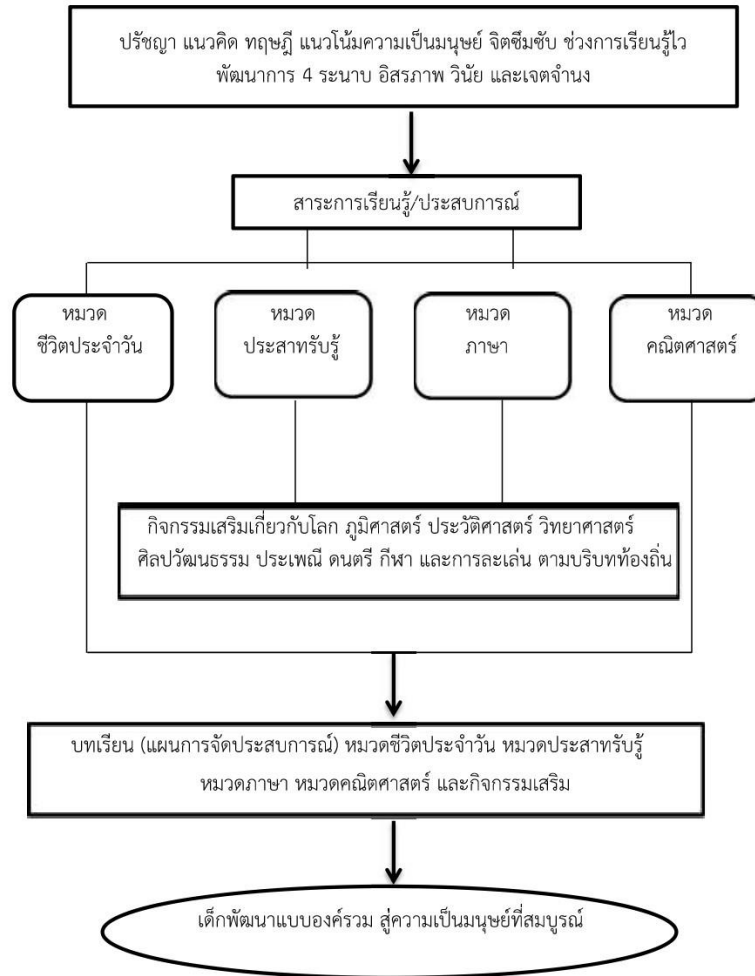 ปรัชญา แนวคิด ทฤษฎี แนวโน้มความเป็นมนุษย์ จิตซึมซับ ช่วงการเรียนรู้ไว
พัฒนาการ 4 ระนาบ อิสรภาพ วินัย และเจตจำนง
สาระการเรียนรู้/ประสบการณ์
หมวด
ชีวิตประจำวัน
หมวด
ประสาทรับรู้
หมวด
ภาษา
หมวด
คณิตศาสตร์
กิจกรรมเสริมเกี่ยวกับโลก ภูมิศาสตร์ ประวัติศาสตร์ วิทยาศาสตร์
ศิลปวัฒนธรรม ประเพณี ดนตรี กีฬา และการละเล่น ตามบริบทท้องถิ่น
บทเรียน (แผนการจัดประสบการณ์) หมวดชีวิตประจำวัน หมวดประสาทรับรู้
หมวดภาษา หมวดคณิตศาสตร์ และกิจกรรมเสริม
เด็กพัฒนาแบบองค์รวม สู่ความเป็นมนุษย์ที่สมบูรณ์